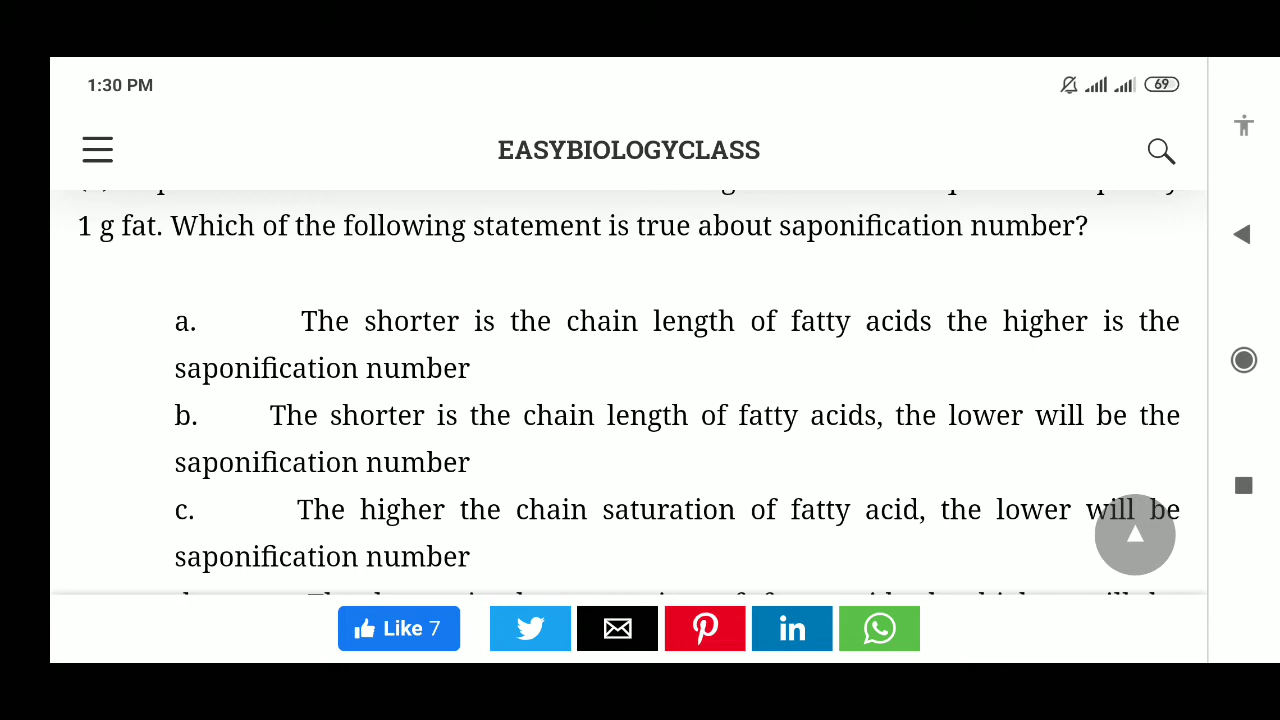 1:30 PM
69
EASYBIOLOGYCLASS
1 g fat. Which of the following statement is true about saponification number?
a. The shorter is the chain length of fatty acids the higher is the
saponification number
b. The shorter is the chain length of fatty acids, the lower will be the
saponification number
c. The higher the chain saturation of fatty acid, the lower will be
saponification number
Like 7